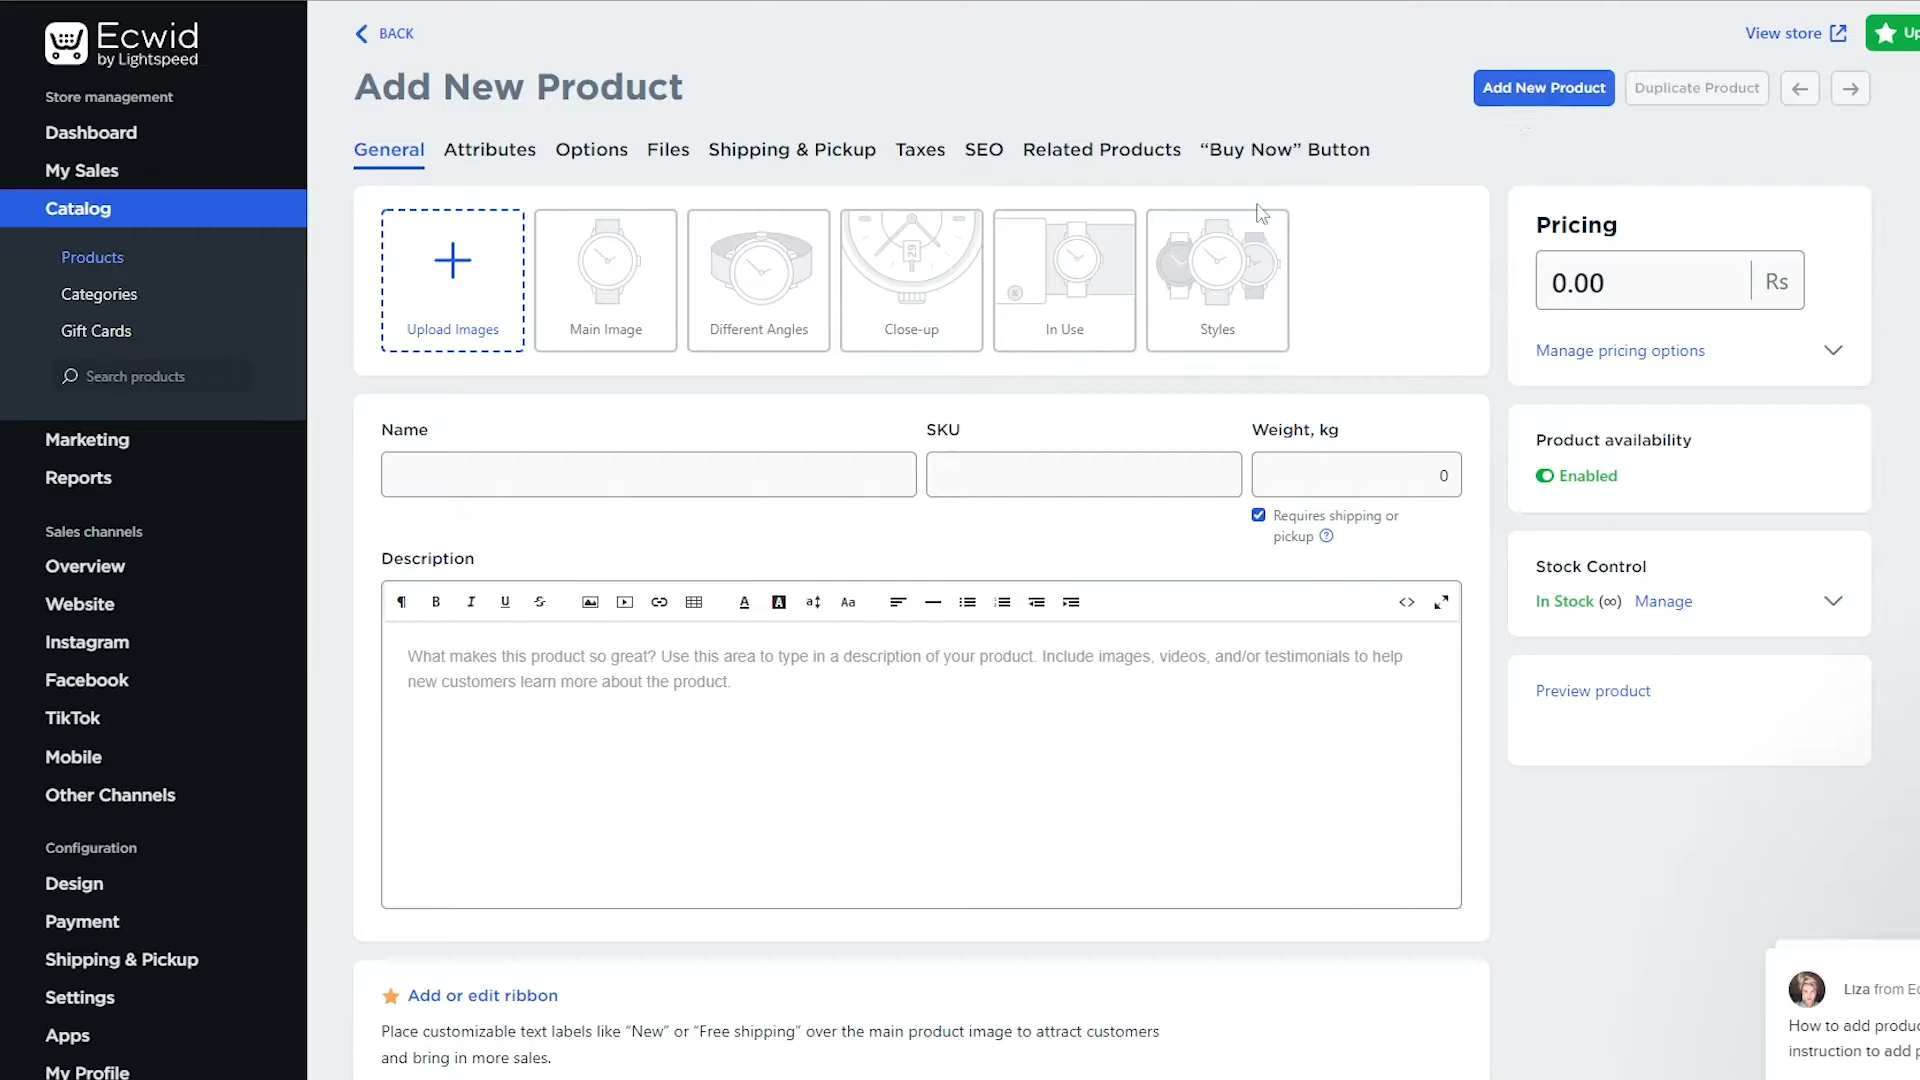 Ecwid
by Lightspeed
Store management
Dashboard
My Sales
Catalog
Products
Categories
Gift Cards
Search products
Marketing
Reports
Sales channels
Overview
Website
Instagram
Facebook
TikTok
Mobile
Other Channels
Configuration
Design
Payment
Shipping & Pickup
Settings
Apps
My Profile
BACK
View store
Up
Add New Product
Add New Product
Duplicate Product
General Attributes Options Files Shipping & Pickup Taxes SEO Related Products “Buy Now” Button
Upload Images
Main Image
Different Angles
29
Close-up
In Use
Styles
Name
SKU
Weight, kg
0
Requires shipping or
pickup
Description
What makes this product so great? Use this area to type in a description of your product. Include images, videos, and/or testimonials to help
new customers learn more about the product.
Add or edit ribbon
Place customizable text labels like “New” or “Free shipping” over the main product image to attract customers
and bring in more sales.
Pricing
0.00 Rs
Manage pricing options
Product availability
Enabled
Stock Control
In Stock (∞) Manage
Preview product
Liza from Ec
How to add produc
instruction to add p